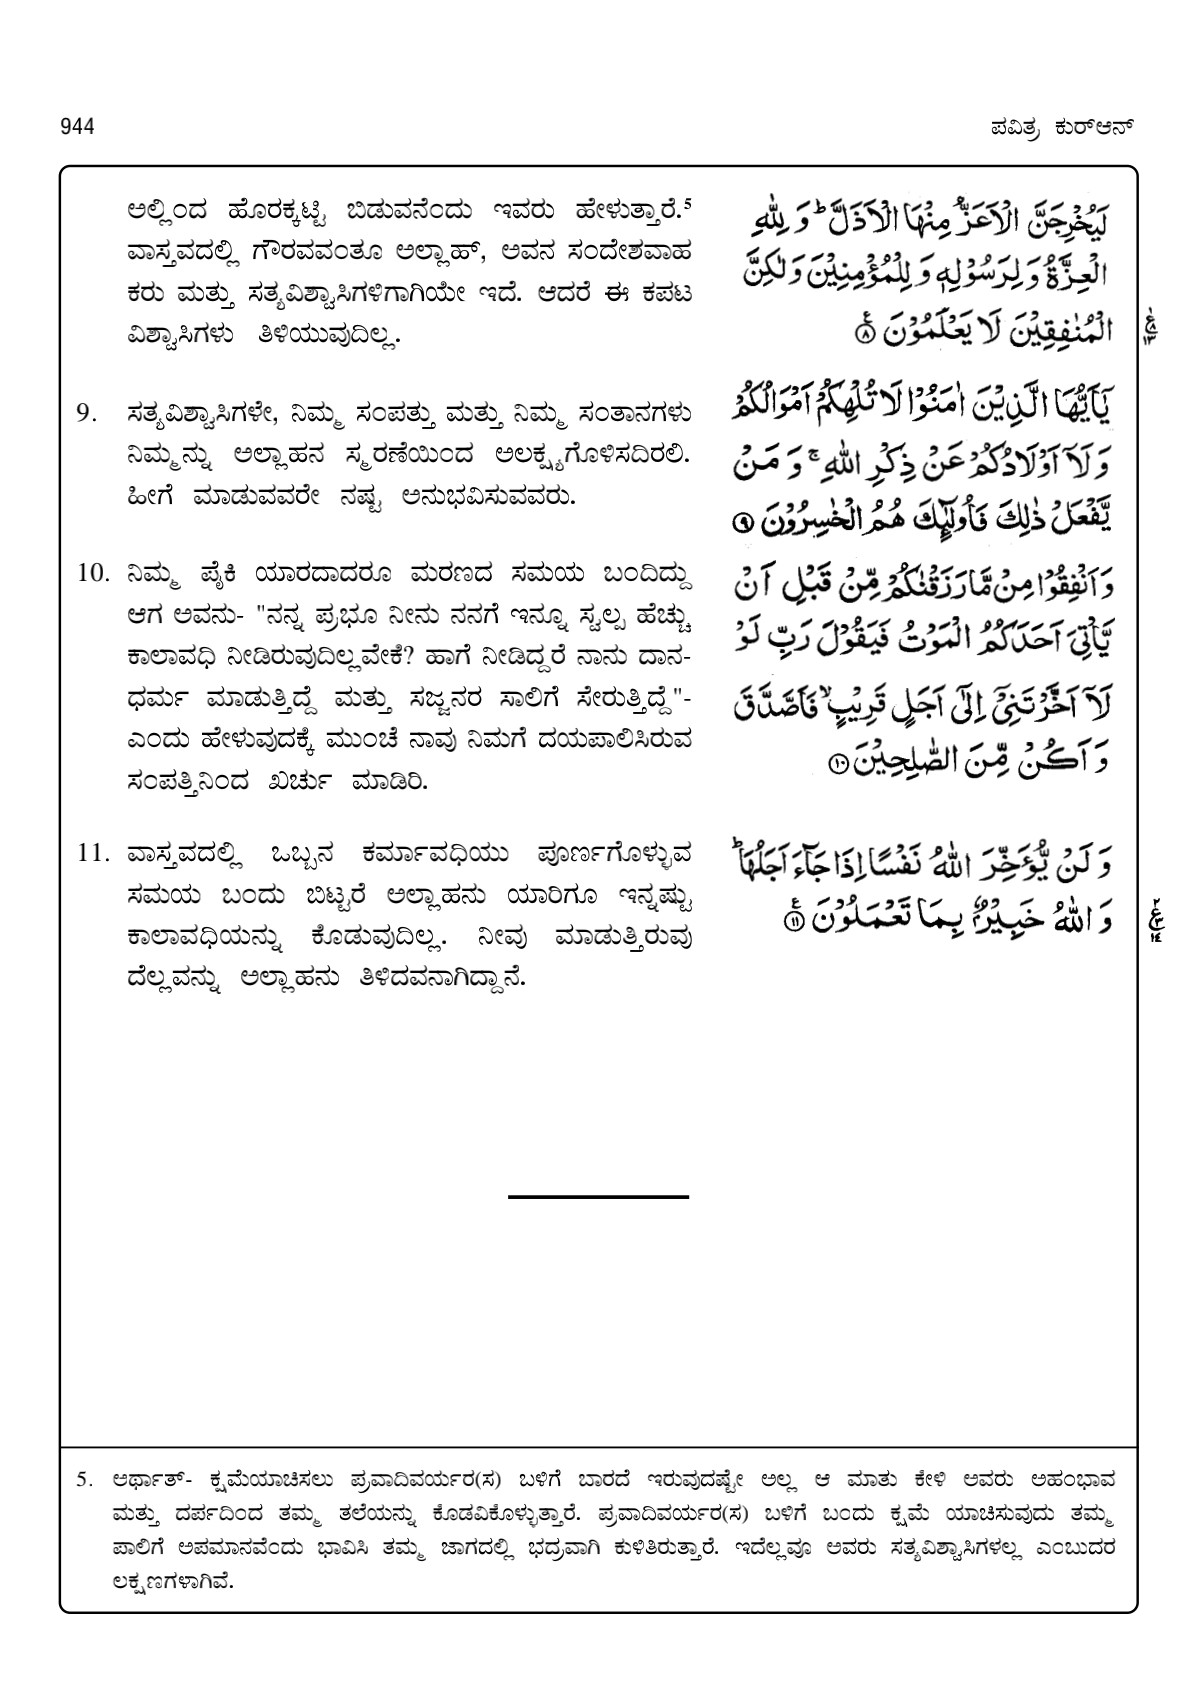 944
ಪವಿತ್ರ ಕುರ್‌ಆನ್
ಅಲ್ಲಿಂದ ಹೊರಕ್ಕಟ್ಟಿ ಬಿಡುವನೆಂದು ಇವರು ಹೇಳುತ್ತಾರೆ.⁵
ವಾಸ್ತವದಲ್ಲಿ ಗೌರವವಂತೂ ಅಲ್ಲಾಹ್, ಅವನ ಸಂದೇಶವಾಹ
ಕರು ಮತ್ತು ಸತ್ಯವಿಶ್ವಾಸಿಗಳಿಗಾಗಿಯೇ ಇದೆ. ಆದರೆ ಈ ಕಪಟ
ವಿಶ್ವಾಸಿಗಳು ತಿಳಿಯುವುದಿಲ್ಲ.
لَيُخْرِجَنَّ الْاَعَزُّ مِنْهَا الْاَذَلَّ ؕ وَ لِلّٰهِ
الْعِزَّةُ وَ لِرَسُوْلِهٖ وَ لِلْمُؤْمِنِيْنَ وَ لٰكِنَّ
الْمُنٰفِقِيْنَ لَا يَعْلَمُوْنَ ۝٨
9. ಸತ್ಯವಿಶ್ವಾಸಿಗಳೇ, ನಿಮ್ಮ ಸಂಪತ್ತು ಮತ್ತು ನಿಮ್ಮ ಸಂತಾನಗಳು
ನಿಮ್ಮನ್ನು ಅಲ್ಲಾಹನ ಸ್ಮರಣೆಯಿಂದ ಅಲಕ್ಷ್ಯಗೊಳಿಸದಿರಲಿ.
ಹೀಗೆ ಮಾಡುವವರೇ ನಷ್ಟ ಅನುಭವಿಸುವವರು.
يٰٓاَيُّهَا الَّذِيْنَ اٰمَنُوْا لَا تُلْهِكُمْ اَمْوَالُكُمْ
وَ لَاۤ اَوْلَادُكُمْ عَنْ ذِكْرِ اللّٰهِ ۚ وَ مَنْ
يَّفْعَلْ ذٰلِكَ فَاُولٰٓئِكَ هُمُ الْخٰسِرُوْنَ ۝٩
10. ನಿಮ್ಮ ಪೈಕಿ ಯಾರದಾದರೂ ಮರಣದ ಸಮಯ ಬಂದಿದ್ದು
ಆಗ ಅವನು- "ನನ್ನ ಪ್ರಭೂ ನೀನು ನನಗೆ ಇನ್ನೂ ಸ್ವಲ್ಪ ಹೆಚ್ಚು
ಕಾಲಾವಧಿ ನೀಡಿರುವುದಿಲ್ಲವೇಕೆ? ಹಾಗೆ ನೀಡಿದ್ದರೆ ನಾನು ದಾನ-
ಧರ್ಮ ಮಾಡುತ್ತಿದ್ದೆ ಮತ್ತು ಸಜ್ಜನರ ಸಾಲಿಗೆ ಸೇರುತ್ತಿದ್ದೆ"-
ಎಂದು ಹೇಳುವುದಕ್ಕೆ ಮುಂಚೆ ನಾವು ನಿಮಗೆ ದಯಪಾಲಿಸಿರುವ
ಸಂಪತ್ತಿನಿಂದ ಖರ್ಚು ಮಾಡಿರಿ.
وَ اَنْفِقُوْا مِنْ مَّا رَزَقْنٰكُمْ مِّنْ قَبْلِ اَنْ
يَّاْتِيَ اَحَدَكُمُ الْمَوْتُ فَيَقُوْلَ رَبِّ لَوْ
لَاۤ اَخَّرْتَنِيْۤ اِلٰۤى اَجَلٍ قَرِيْبٍ ۙ فَاَصَّدَّقَ
وَ اَكُنْ مِّنَ الصّٰلِحِيْنَ ۝١٠
11. ವಾಸ್ತವದಲ್ಲಿ ಒಬ್ಬನ ಕರ್ಮಾವಧಿಯು ಪೂರ್ಣಗೊಳ್ಳುವ
ಸಮಯ ಬಂದು ಬಿಟ್ಟರೆ ಅಲ್ಲಾಹನು ಯಾರಿಗೂ ಇನ್ನಷ್ಟು
ಕಾಲಾವಧಿಯನ್ನು ಕೊಡುವುದಿಲ್ಲ. ನೀವು ಮಾಡುತ್ತಿರುವು
ದೆಲ್ಲವನ್ನು ಅಲ್ಲಾಹನು ತಿಳಿದವನಾಗಿದ್ದಾನೆ.
وَ لَنْ يُّؤَخِّرَ اللّٰهُ نَفْسًا اِذَا جَآءَ اَجَلُهَا ؕ
وَ اللّٰهُ خَبِيْرٌۢ بِمَا تَعْمَلُوْنَ ۝١١
5. ಅರ್ಥಾತ್- ಕ್ಷಮೆಯಾಚಿಸಲು ಪ್ರವಾದಿವರ್ಯರ(ಸ) ಬಳಿಗೆ ಬಾರದೆ ಇರುವುದಷ್ಟೇ ಅಲ್ಲ ಆ ಮಾತು ಕೇಳಿ ಅವರು ಅಹಂಭಾವ
ಮತ್ತು ದರ್ಪದಿಂದ ತಮ್ಮ ತಲೆಯನ್ನು ಕೊಡವಿಕೊಳ್ಳುತ್ತಾರೆ. ಪ್ರವಾದಿವರ್ಯರ(ಸ) ಬಳಿಗೆ ಬಂದು ಕ್ಷಮೆ ಯಾಚಿಸುವುದು ತಮ್ಮ
ಪಾಲಿಗೆ ಅಪಮಾನವೆಂದು ಭಾವಿಸಿ ತಮ್ಮ ಜಾಗದಲ್ಲಿ ಭದ್ರವಾಗಿ ಕುಳಿತಿರುತ್ತಾರೆ. ಇದೆಲ್ಲವೂ ಅವರು ಸತ್ಯವಿಶ್ವಾಸಿಗಳಲ್ಲ ಎಂಬುದರ
ಲಕ್ಷಣಗಳಾಗಿವೆ.